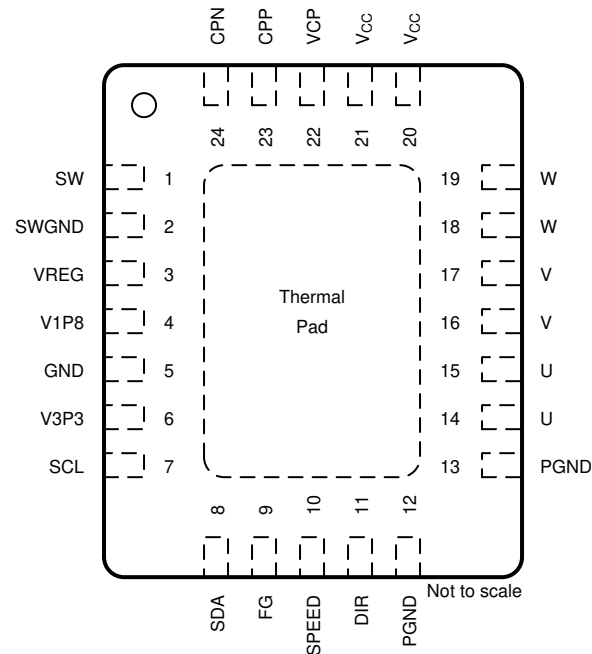 CPN CPP VCP VCC VCC
24 23 22 21 20
SW 1 19 W
SWGND 2 18 W
VREG 3 17 V
V1P8 4 16 V
GND 5 15 U
V3P3 6 14 U
SCL 7 13 PGND
Thermal
Pad
8 9 10 11 12
SDA FG SPEED DIR PGND
Not to scale